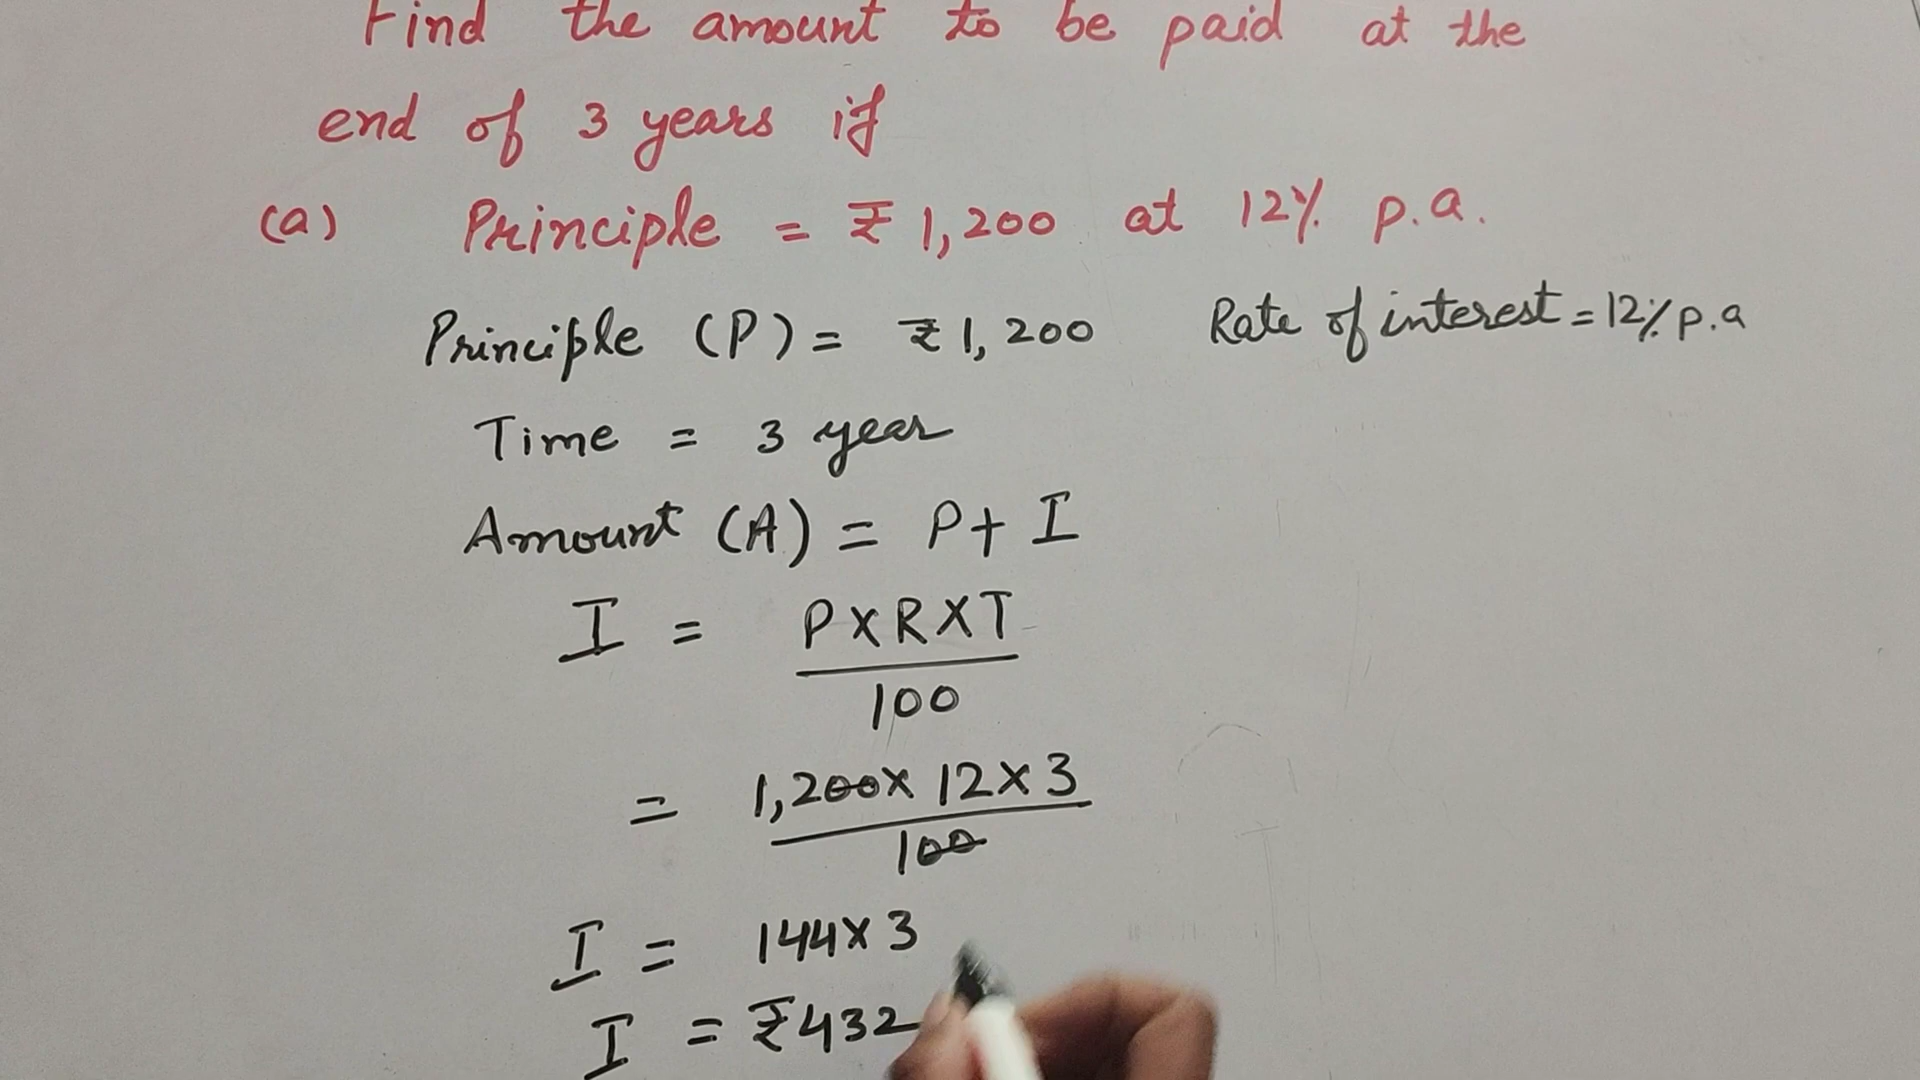 Find the amount to be paid at the
end of 3 years if
(a) Principle = ₹ 1,200 at 12% p.a.
Principle (P) = ₹ 1,200 Rate of interest = 12% p.a
Time = 3 year
Amount (A) = P + I
I = P X R X T
100
= 1,200 x 12 x 3
100
I = 144 x 3
I = ₹ 432